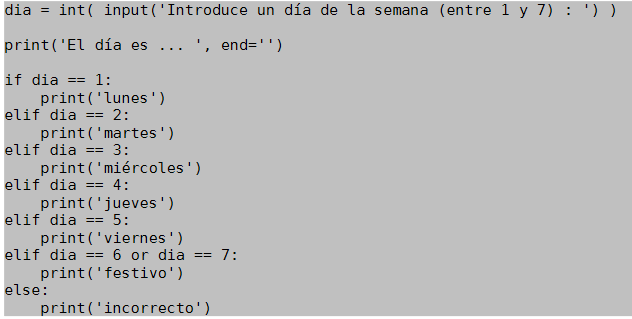 dia = int( input('Introduce un día de la semana (entre 1 y 7) : ') )
print('El día es ... ', end='')
if dia == 1:
    print('lunes')
elif dia == 2:
    print('martes')
elif dia == 3:
    print('miércoles')
elif dia == 4:
    print('jueves')
elif dia == 5:
    print('viernes')
elif dia == 6 or dia == 7:
    print('festivo')
else:
    print('incorrecto')